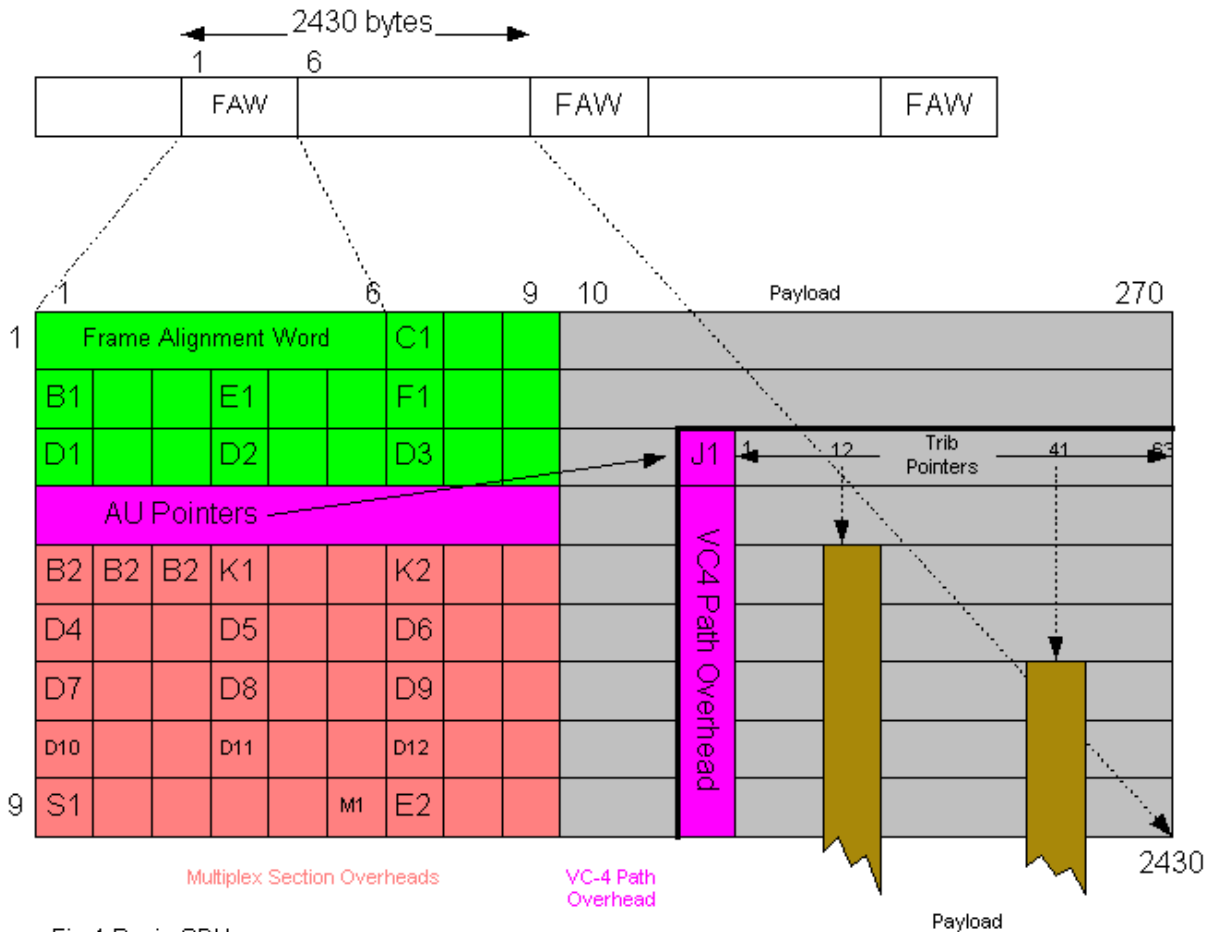 2430 bytes
1 6
FAW FAW FAW
1 6 9 10 Payload 270
1 Frame Alignment Word C1
B1 E1 F1
D1 D2 D3 J1 1 12 Trib Pointers 41 63
AU Pointers
VC4 Path Overhead
B2 B2 B2 K1 K2
D4 D5 D6
D7 D8 D9
D10 D11 D12
9 S1 M1 E2
2430
Multiplex Section Overheads
VC-4 Path
Overhead
Payload